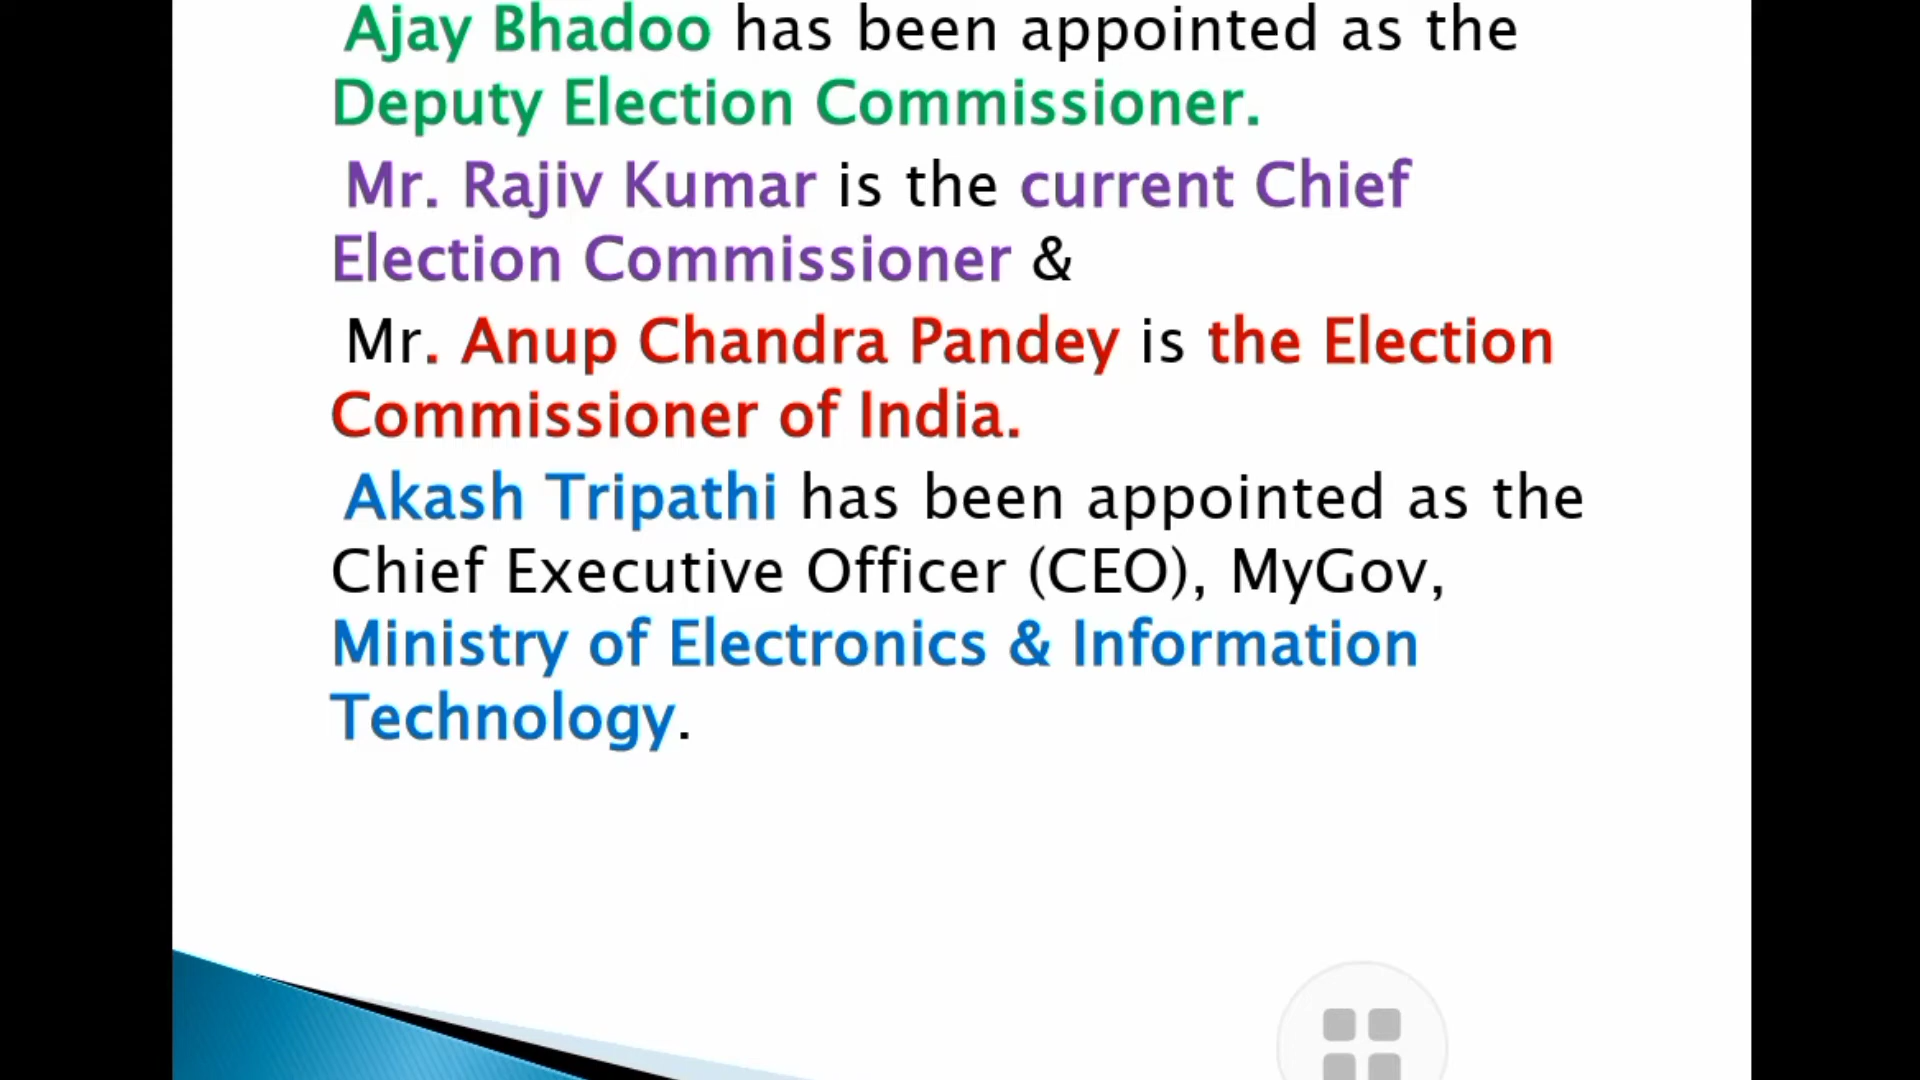 Ajay Bhadoo has been appointed as the
Deputy Election Commissioner.
Mr. Rajiv Kumar is the current Chief
Election Commissioner &
Mr. Anup Chandra Pandey is the Election
Commissioner of India.
Akash Tripathi has been appointed as the
Chief Executive Officer (CEO), MyGov,
Ministry of Electronics & Information
Technology.